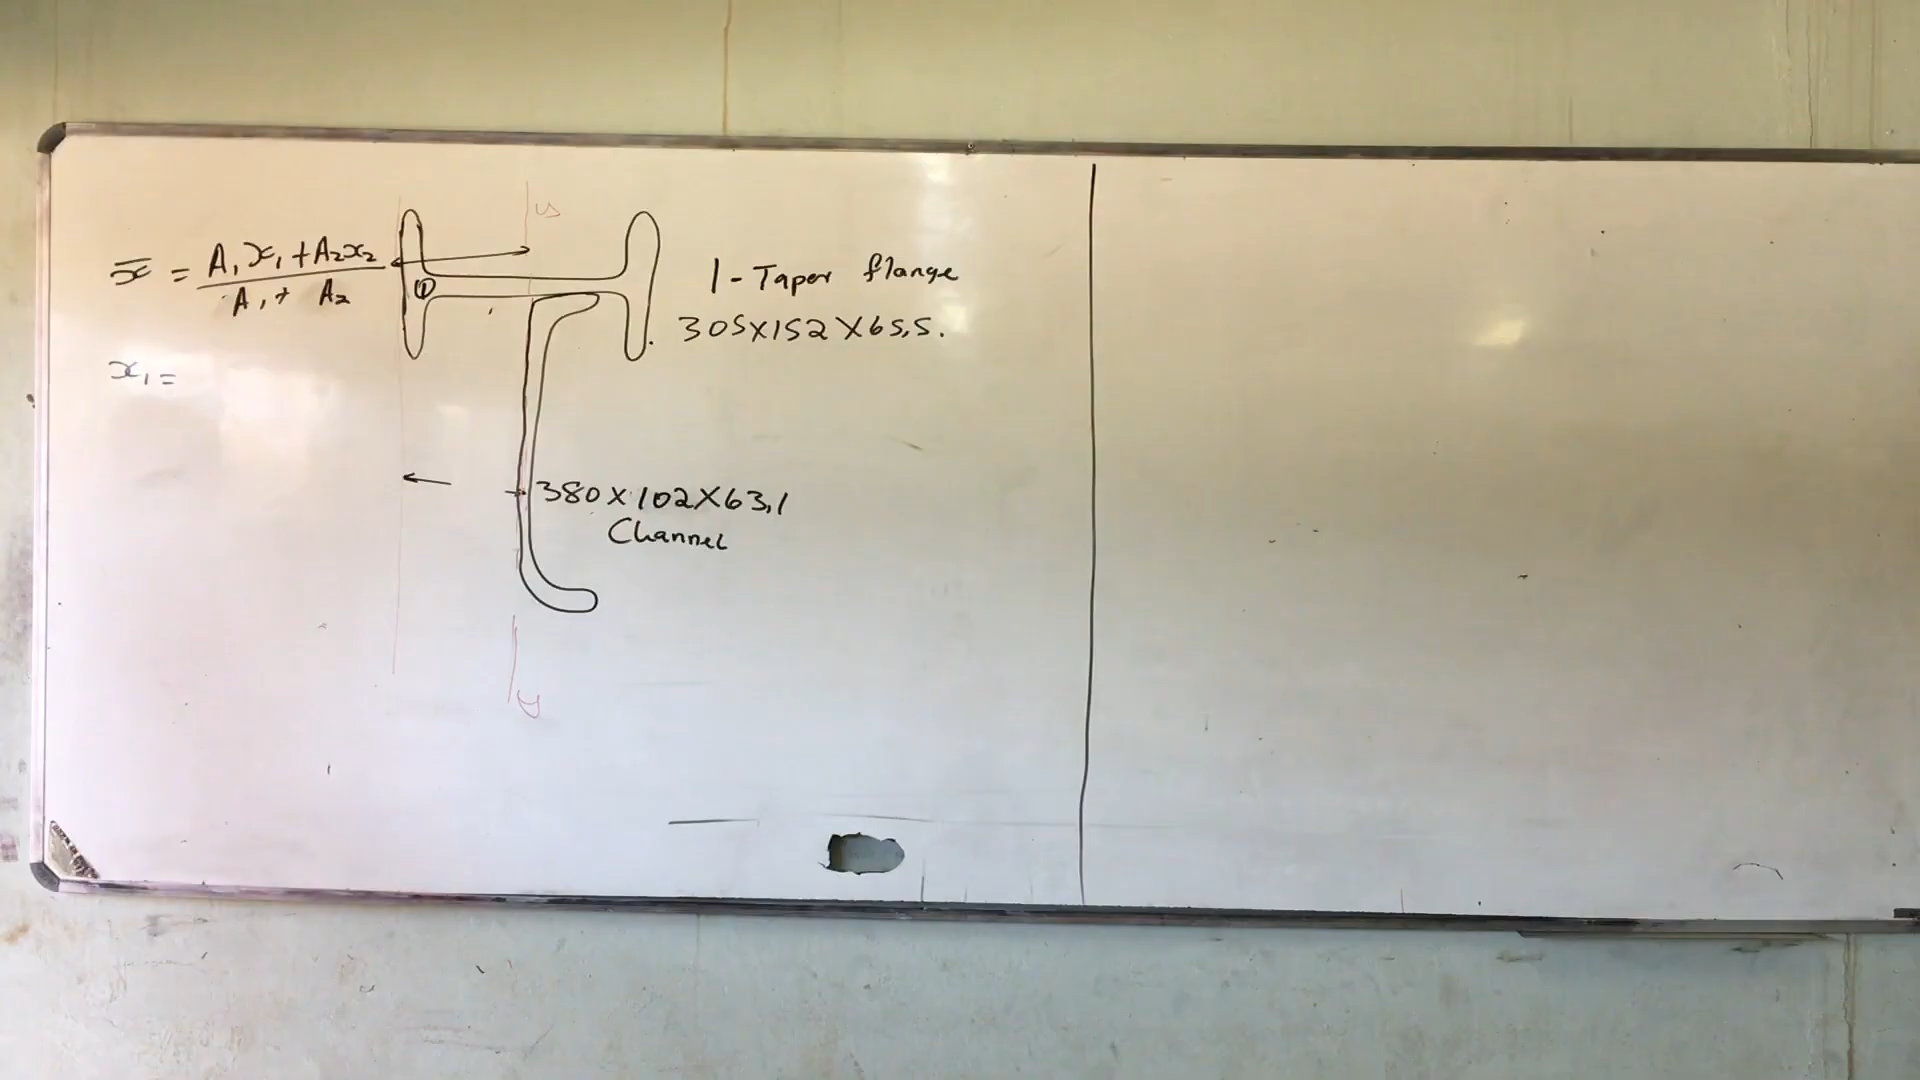 x̄ = (A₁x₁ + A₂x₂) / (A₁ + A₂)
x₁ =
①
y
I - Taper flange
305x152x65,5.
380x102x63,1
Channel
y